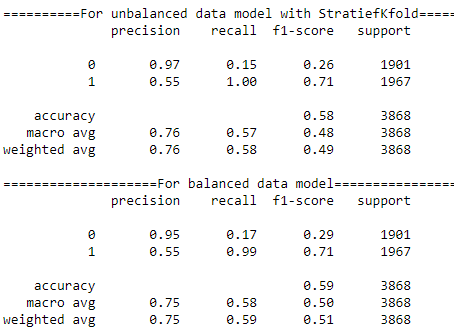 ==========For unbalanced data model with StratiefKfold=====
precision recall f1-score support
0 0.97 0.15 0.26 1901
1 0.55 1.00 0.71 1967
accuracy 0.58 3868
macro avg 0.76 0.57 0.48 3868
weighted avg 0.76 0.58 0.49 3868
====================For balanced data model================
precision recall f1-score support
0 0.95 0.17 0.29 1901
1 0.55 0.99 0.71 1967
accuracy 0.59 3868
macro avg 0.75 0.58 0.50 3868
weighted avg 0.75 0.59 0.51 3868